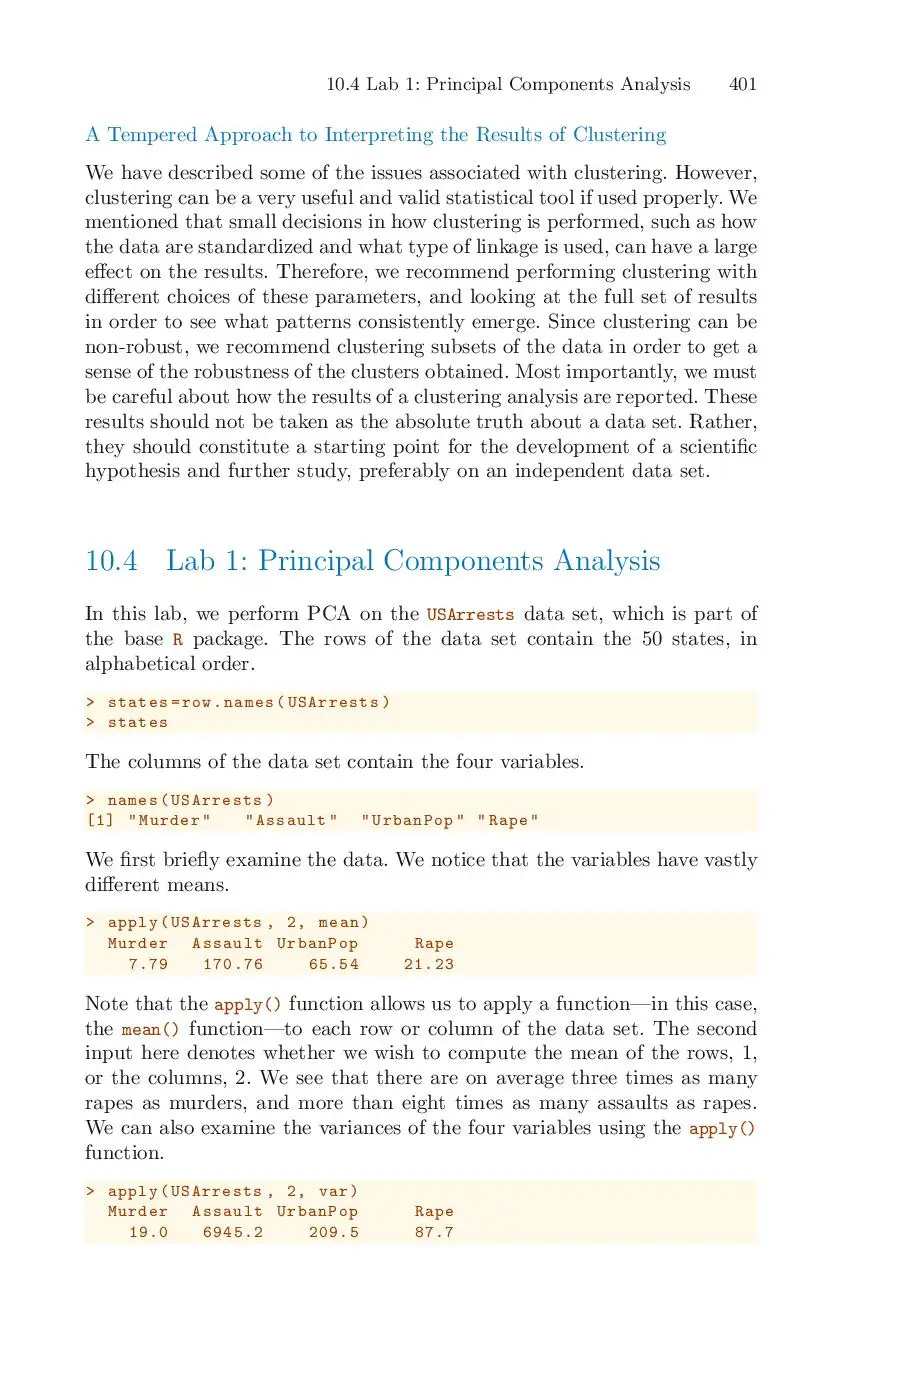 10.4 Lab 1: Principal Components Analysis 401
A Tempered Approach to Interpreting the Results of Clustering
We have described some of the issues associated with clustering. However,
clustering can be a very useful and valid statistical tool if used properly. We
mentioned that small decisions in how clustering is performed, such as how
the data are standardized and what type of linkage is used, can have a large
effect on the results. Therefore, we recommend performing clustering with
different choices of these parameters, and looking at the full set of results
in order to see what patterns consistently emerge. Since clustering can be
non-robust, we recommend clustering subsets of the data in order to get a
sense of the robustness of the clusters obtained. Most importantly, we must
be careful about how the results of a clustering analysis are reported. These
results should not be taken as the absolute truth about a data set. Rather,
they should constitute a starting point for the development of a scientific
hypothesis and further study, preferably on an independent data set.
10.4 Lab 1: Principal Components Analysis
In this lab, we perform PCA on the USArrests data set, which is part of
the base R package. The rows of the data set contain the 50 states, in
alphabetical order.
> states=row.names(USArrests)
> states
The columns of the data set contain the four variables.
> names(USArrests)
[1] "Murder" "Assault" "UrbanPop" "Rape"
We first briefly examine the data. We notice that the variables have vastly
different means.
> apply(USArrests, 2, mean)
Murder Assault UrbanPop Rape
7.79 170.76 65.54 21.23
Note that the apply() function allows us to apply a function—in this case,
the mean() function—to each row or column of the data set. The second
input here denotes whether we wish to compute the mean of the rows, 1,
or the columns, 2. We see that there are on average three times as many
rapes as murders, and more than eight times as many assaults as rapes.
We can also examine the variances of the four variables using the apply()
function.
> apply(USArrests, 2, var)
Murder Assault UrbanPop Rape
19.0 6945.2 209.5 87.7